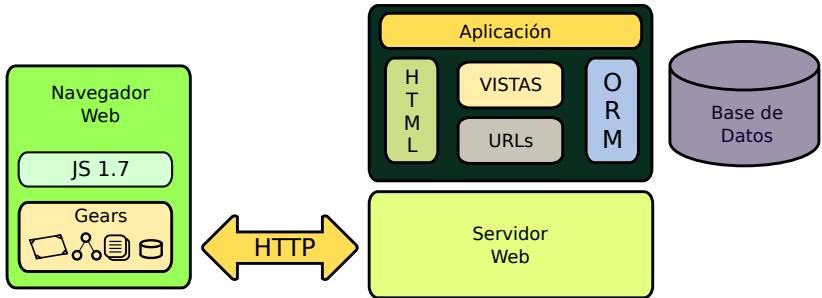 Navegador
Web
JS 1.7
Gears
HTTP
Aplicación
H
T
M
L
VISTAS
URLs
O
R
M
Servidor
Web
Base de
Datos